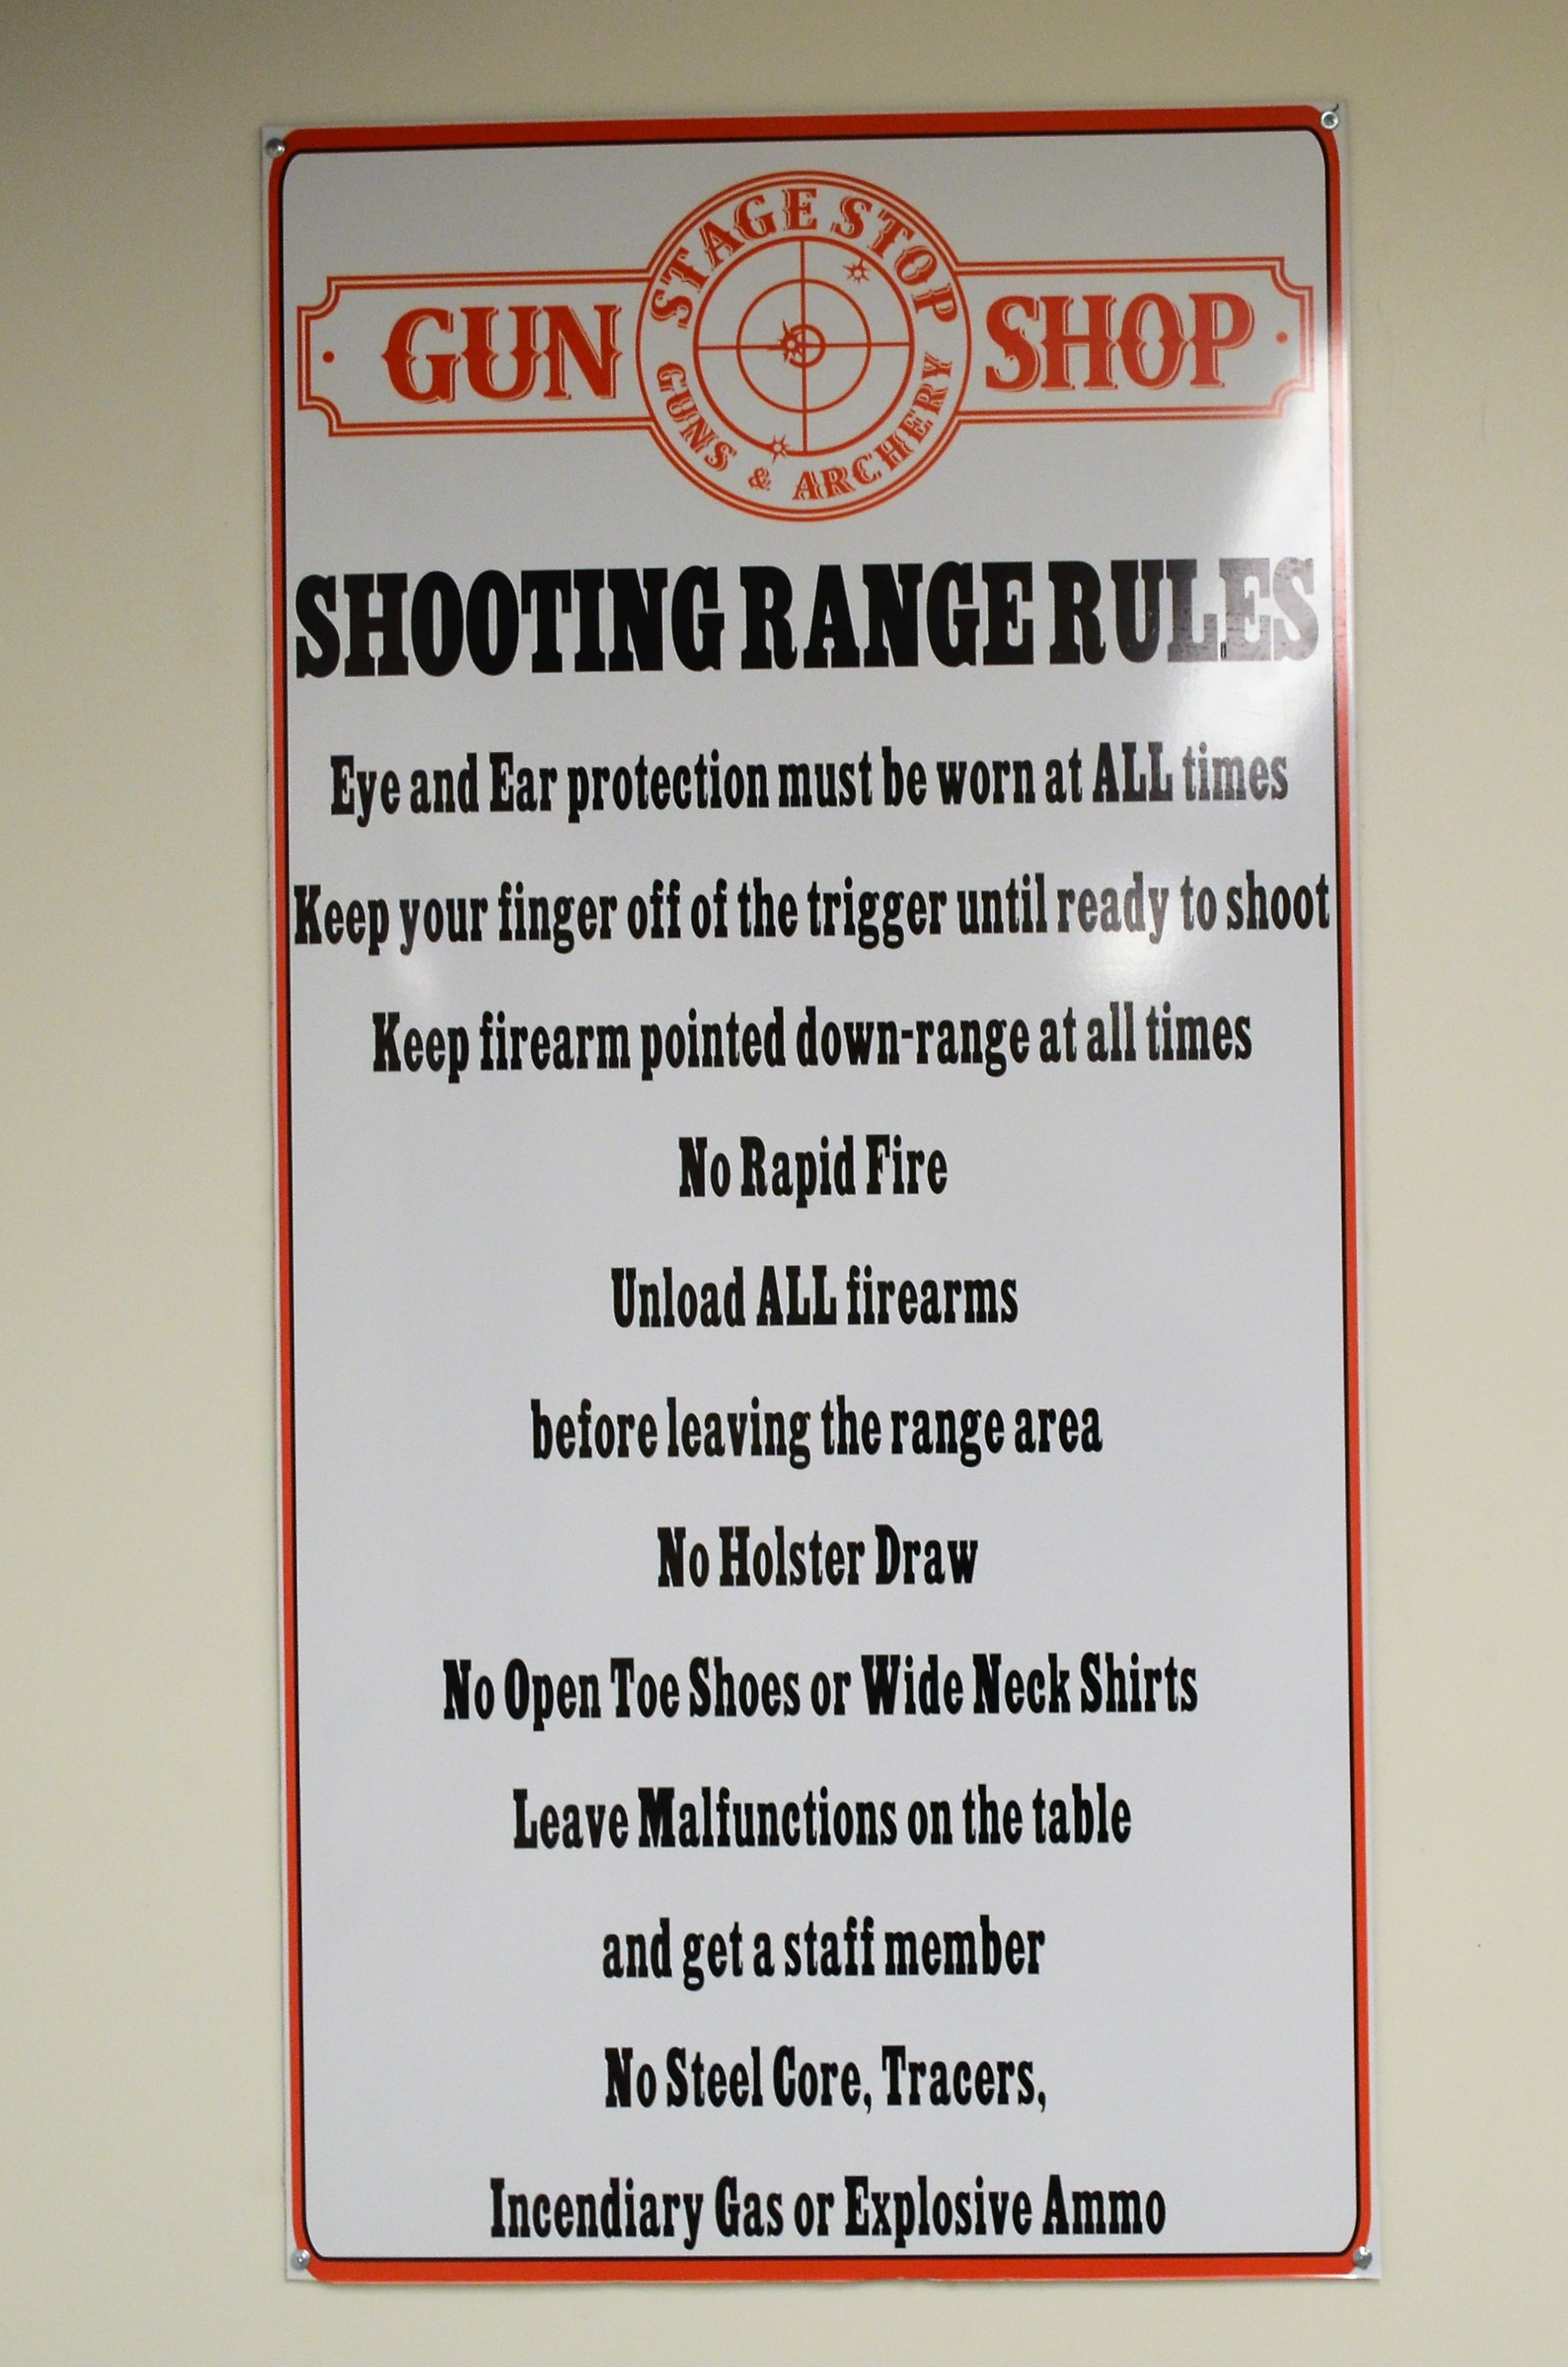 STAGE STOP
GUN SHOP
GUNS & ARCHERY
SHOOTING RANGE RULES
Eye and Ear protection must be worn at ALL times
Keep your finger off of the trigger until ready to shoot
Keep firearm pointed down-range at all times
No Rapid Fire
Unload ALL firearms
before leaving the range area
No Holster Draw
No Open Toe Shoes or Wide Neck Shirts
Leave Malfunctions on the table
and get a staff member
No Steel Core, Tracers,
Incendiary Gas or Explosive Ammo